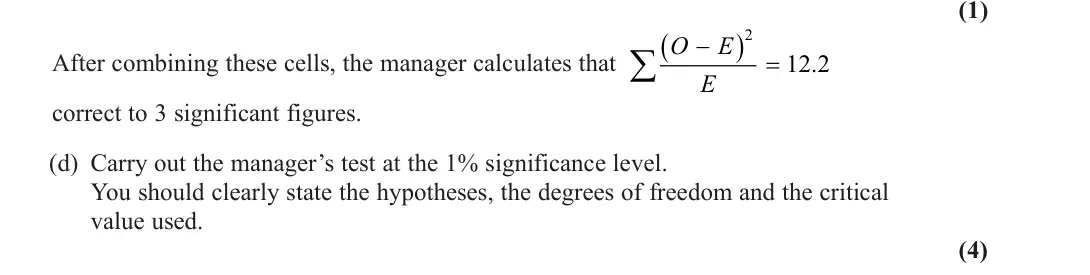 (1)
After combining these cells, the manager calculates that ∑ (O − E)² / E = 12.2
correct to 3 significant figures.
(d) Carry out the manager’s test at the 1% significance level.
You should clearly state the hypotheses, the degrees of freedom and the critical
value used.
(4)